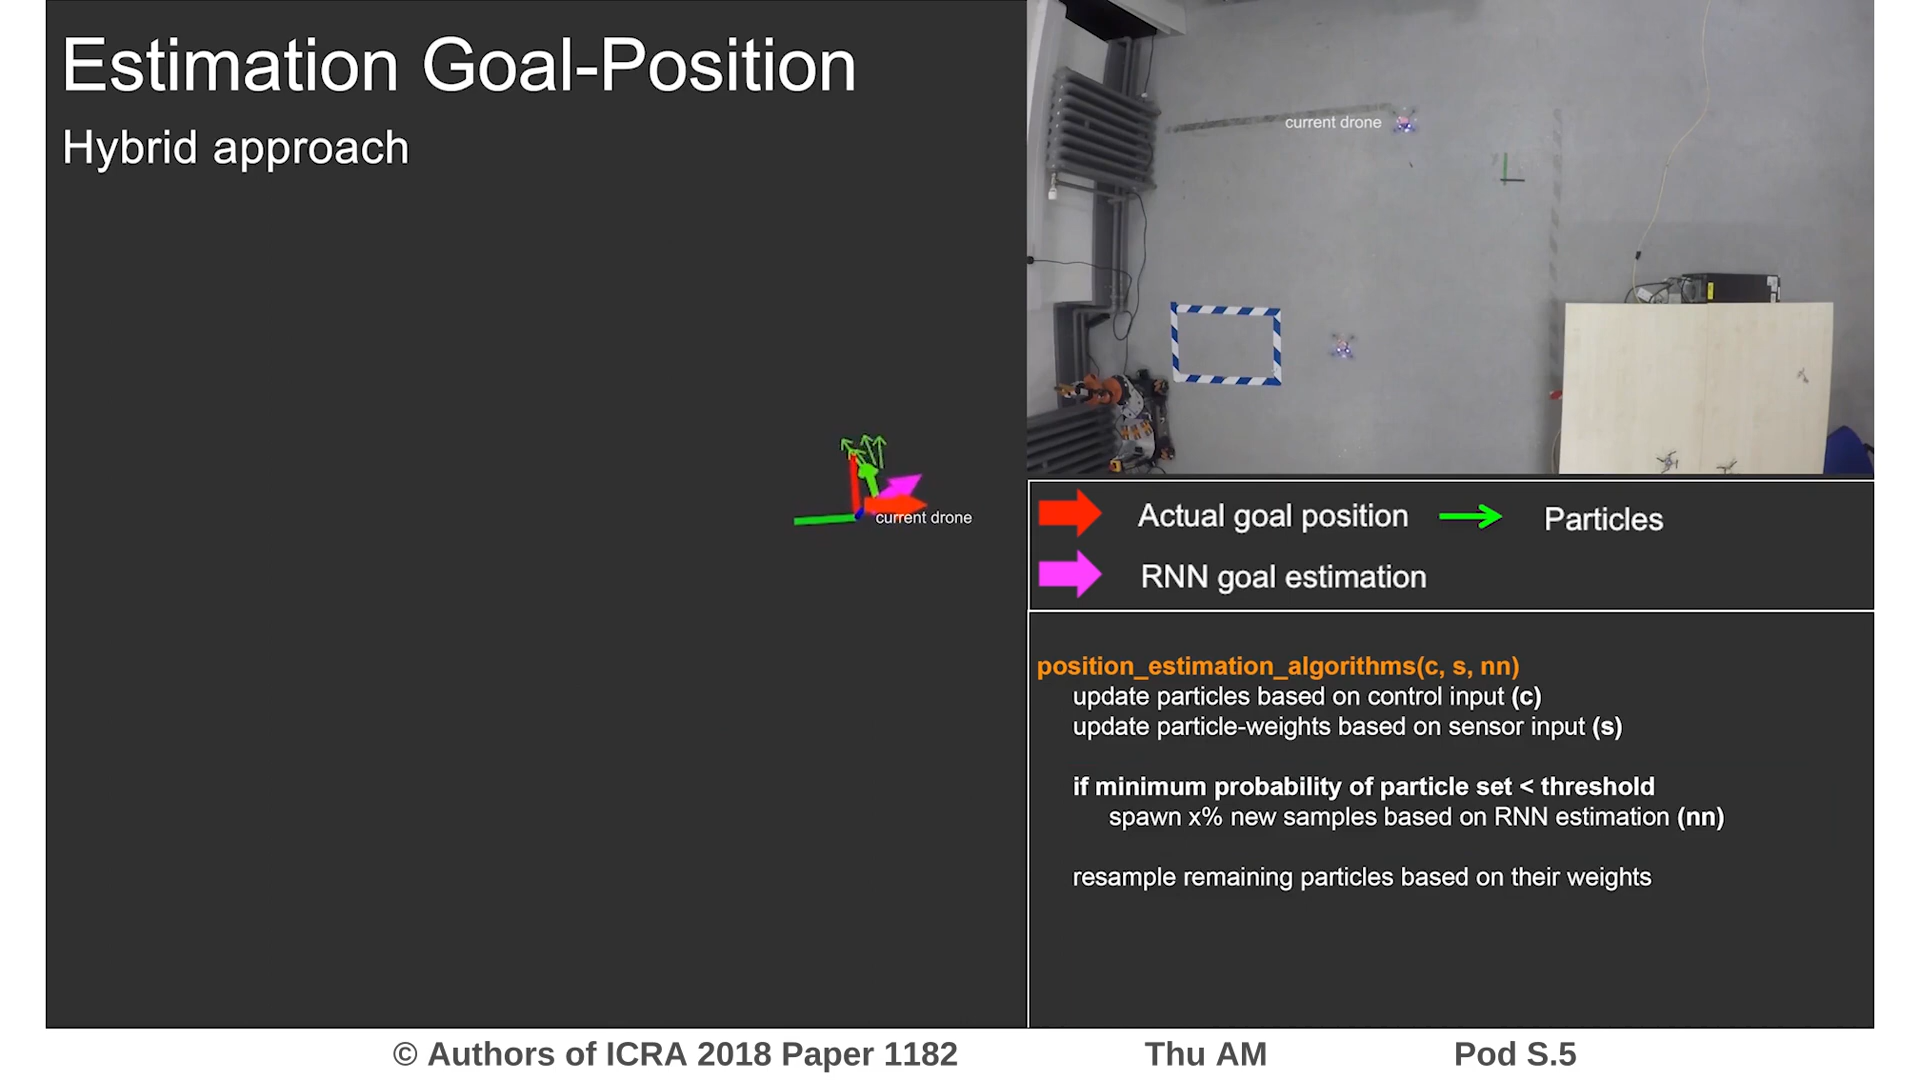 Estimation Goal-Position
Hybrid approach
current drone
current drone
Actual goal position
Particles
RNN goal estimation
position_estimation_algorithms(c, s, nn)
update particles based on control input (c)
update particle-weights based on sensor input (s)
if minimum probability of particle set < threshold
spawn x% new samples based on RNN estimation (nn)
resample remaining particles based on their weights
© Authors of ICRA 2018 Paper 1182 Thu AM Pod S.5